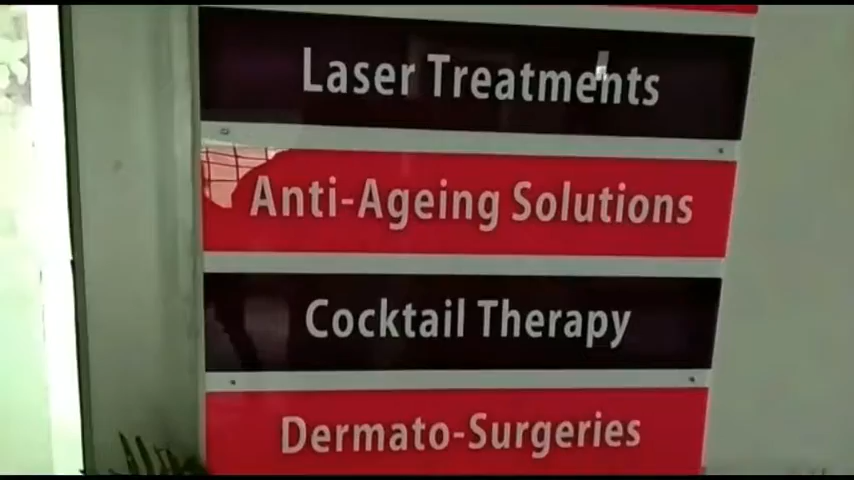 Laser Treatments
Anti-Ageing Solutions
Cocktail Therapy
Dermato-Surgeries